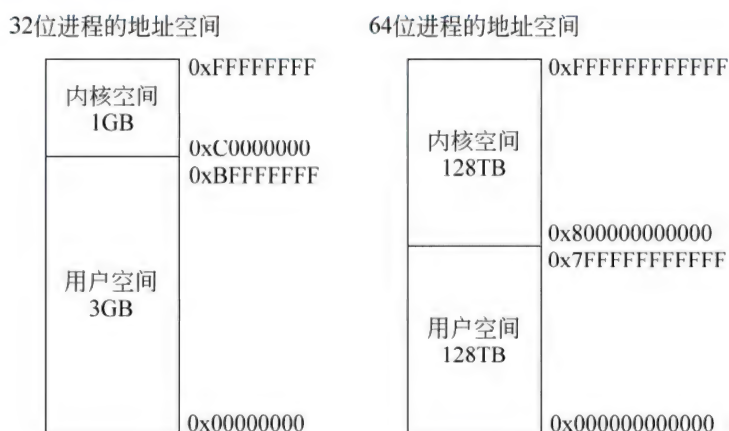 32位进程的地址空间
0xFFFFFFFF
内核空间
1GB
0xC0000000
0xBFFFFFFF
用户空间
3GB
0x00000000
64位进程的地址空间
0xFFFFFFFFFFFF
内核空间
128TB
0x800000000000
0x7FFFFFFFFFFF
用户空间
128TB
0x000000000000